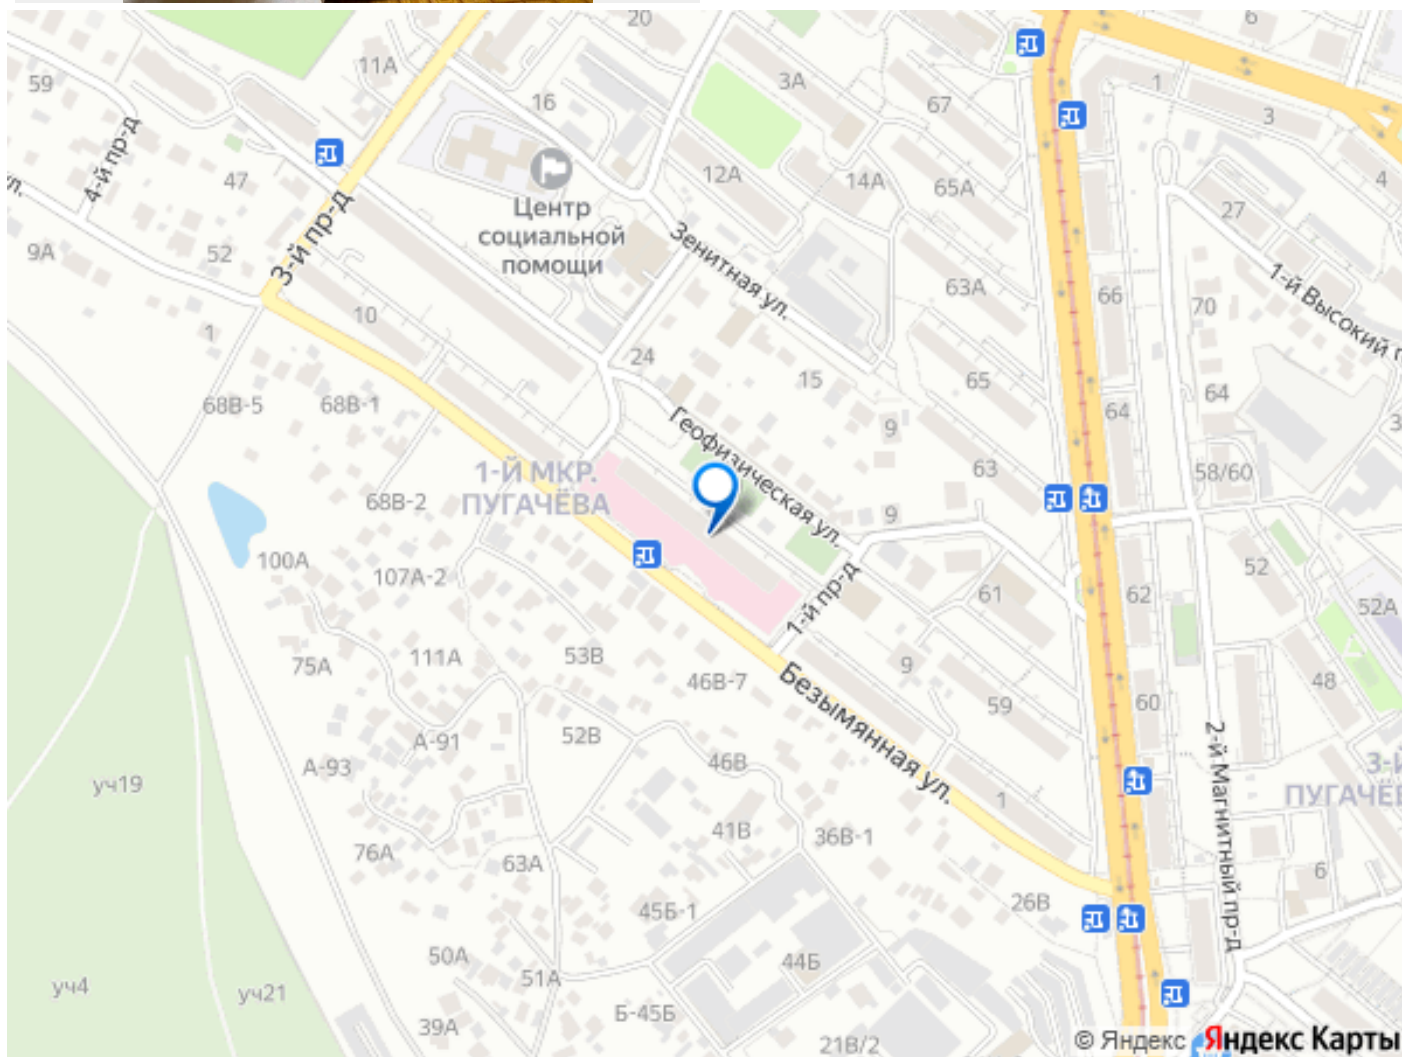 20
11А
59
3А
1
6
67
3
16
4-й пр-д
47
12А
14А
65А
4
ул.
Центр
социальной
помощи
27
3-й пр-д
9А
52
Зенитная ул.
63А
66
1-й Высокий п
70
10
1
24
15
65
64
64
68В-5
68В-1
Геофизическая ул.
9
63
58/60
1-Й МКР.
ПУГАЧЁВА
68В-2
9
100А
107А-2
1-й пр-д
61
62
52
52А
75А
111А
53В
46В-7
9
48
59
60
Безымянная ул.
А-91
52В
46В
2-й Магнитный пр-д
А-93
3-Й
ПУГАЧЁВ
уч19
1
41В
36В-1
76А
63А
6
45Б-1
26В
50А
44Б
51А
уч4
уч21
Б-45Б
39А
21В/2
© Яндекс Яндекс Карты